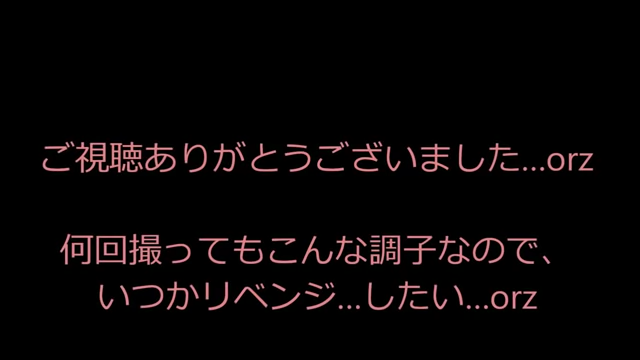 ご視聴ありがとうございました...orz
何回撮ってもこんな調子なので、
いつかリベンジ...したい...orz